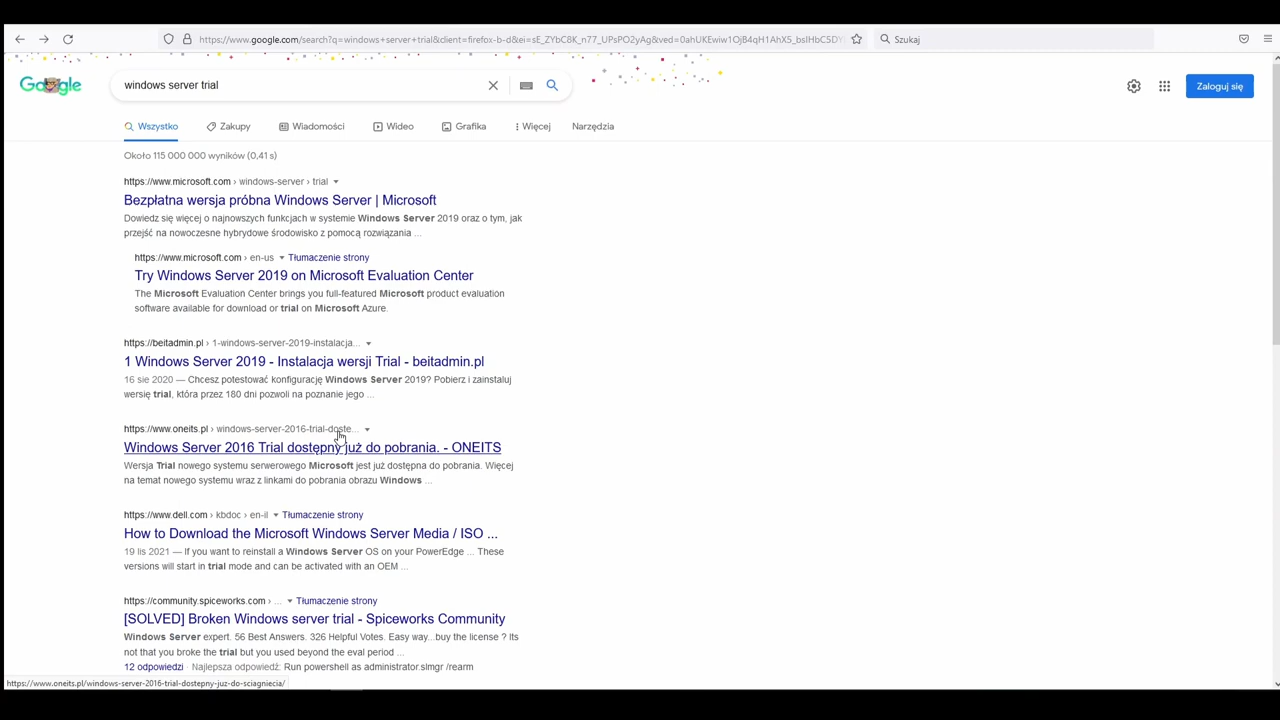 https://www.google.com/search?q=windows+server+trial&client=firefox-b-d&ei=sE_ZYbC8K_n77_UPsPO2yAg&ved=0ahUKEwiw1OjB4qH1AhX5_bsIHbC5DY
Szukaj
Google
windows server trial
Zaloguj się
Wszystko
Zakupy
Wiadomości
Wideo
Grafika
Więcej
Narzędzia
Około 115 000 000 wyników (0,41 s)
https://www.microsoft.com › windows-server › trial
Bezpłatna wersja próbna Windows Server | Microsoft
Dowiedz się więcej o najnowszych funkcjach w systemie Windows Server 2019 oraz o tym, jak
przejść na nowoczesne hybrydowe środowisko z pomocą rozwiązania ...
https://www.microsoft.com › en-us Tłumaczenie strony
Try Windows Server 2019 on Microsoft Evaluation Center
The Microsoft Evaluation Center brings you full-featured Microsoft product evaluation
software available for download or trial on Microsoft Azure.
https://beitadmin.pl › 1-windows-server-2019-instalacja...
1 Windows Server 2019 - Instalacja wersji Trial - beitadmin.pl
16 sie 2020 — Chcesz potestować konfigurację Windows Server 2019? Pobierz i zainstaluj
wersię trial, która przez 180 dni pozwoli na poznanie jego ...
https://www.oneits.pl › windows-server-2016-trial-doste...
Windows Server 2016 Trial dostępny już do pobrania. - ONEITS
Wersja Trial nowego systemu serwerowego Microsoft jest już dostępna do pobrania. Więcej
na temat nowego systemu wraz z linkami do pobrania obrazu Windows ...
https://www.dell.com › kbdoc › en-il Tłumaczenie strony
How to Download the Microsoft Windows Server Media / ISO ...
19 lis 2021 — If you want to reinstall a Windows Server OS on your PowerEdge ... These
versions will start in trial mode and can be activated with an OEM ...
https://community.spiceworks.com › ... Tłumaczenie strony
[SOLVED] Broken Windows server trial - Spiceworks Community
Windows Server expert. 56 Best Answers. 326 Helpful Votes. Easy way...buy the license ? Its
not that you broke the trial but you used beyond the eval period ...
12 odpowiedzi · Najlepsza odpowiedź: Run powershell as administrator.slmgr /rearm
https://www.oneits.pl/windows-server-2016-trial-dostepny-juz-do-sciagniecia/